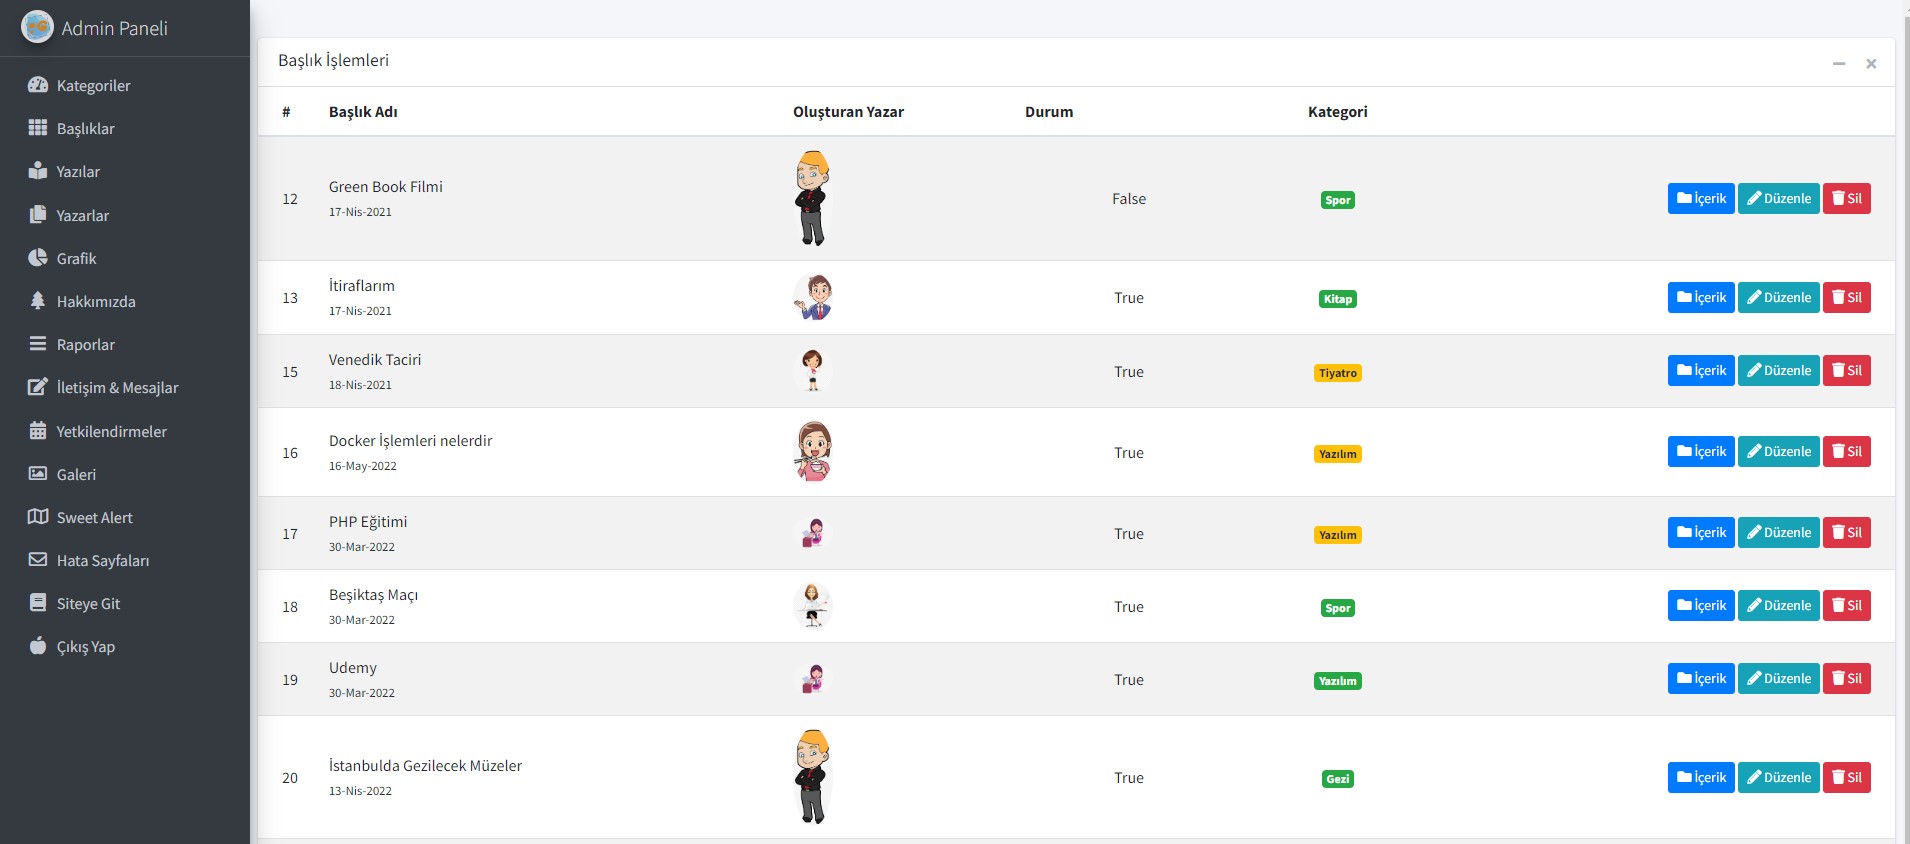 Admin Paneli
Kategoriler
Başlıklar
Yazılar
Yazarlar
Grafik
Hakkımızda
Raporlar
İletişim & Mesajlar
Yetkilendirmeler
Galeri
Sweet Alert
Hata Sayfaları
Siteye Git
Çıkış Yap
Başlık İşlemleri
# Başlık Adı Oluşturan Yazar Durum Kategori
12 Green Book Filmi False Spor İçerik Düzenle Sil
17-Nis-2021
13 İtiraflarım True Kitap İçerik Düzenle Sil
17-Nis-2021
15 Venedik Taciri True Tiyatro İçerik Düzenle Sil
18-Nis-2021
16 Docker İşlemleri nelerdir True Yazılım İçerik Düzenle Sil
16-May-2022
17 PHP Eğitimi True Yazılım İçerik Düzenle Sil
30-Mar-2022
18 Beşiktaş Maçı True Spor İçerik Düzenle Sil
30-Mar-2022
19 Udemy True Yazılım İçerik Düzenle Sil
30-Mar-2022
20 İstanbulda Gezilecek Müzeler True Gezi İçerik Düzenle Sil
13-Nis-2022